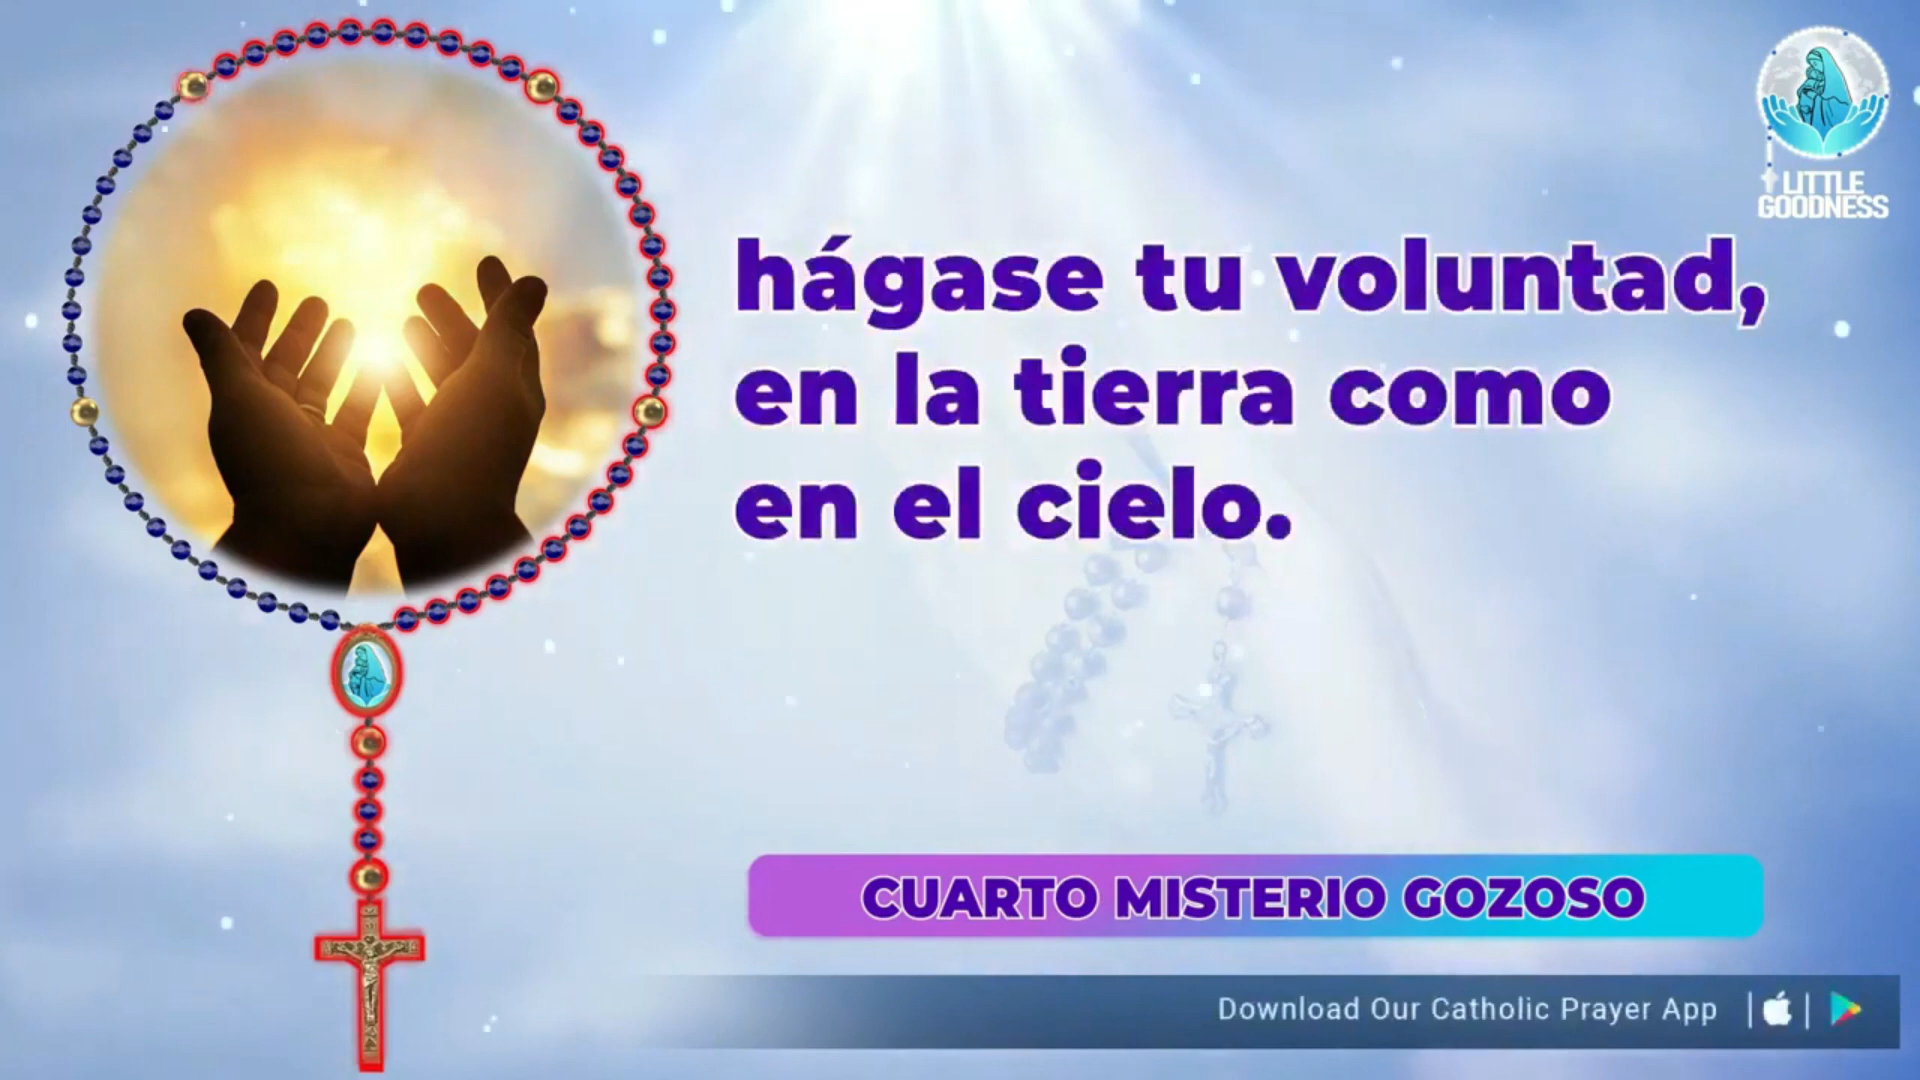 LITTLE
GOODNESS
hágase tu voluntad,
en la tierra como
en el cielo.
CUARTO MISTERIO GOZOSO
Download Our Catholic Prayer App